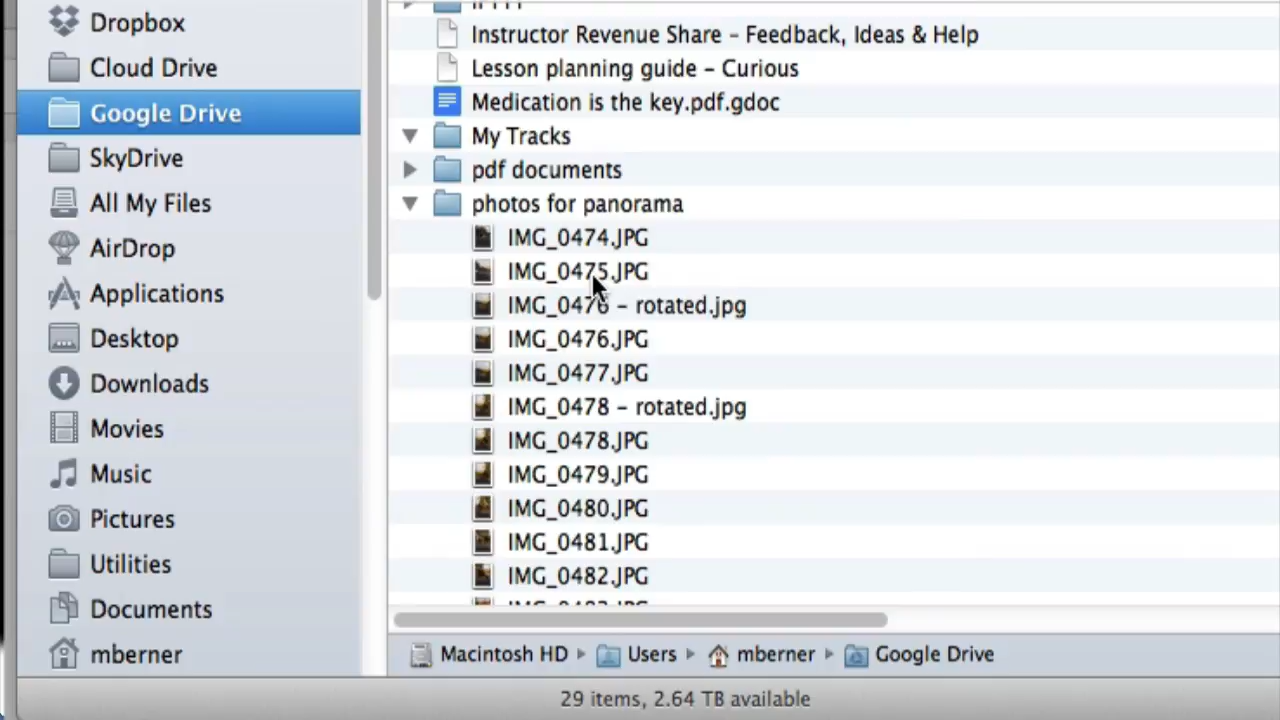 Dropbox
Cloud Drive
Google Drive
SkyDrive
All My Files
AirDrop
Applications
Desktop
Downloads
Movies
Music
Pictures
Utilities
Documents
mberner
Instructor Revenue Share – Feedback, Ideas & Help
Lesson planning guide – Curious
Medication is the key.pdf.gdoc
My Tracks
pdf documents
photos for panorama
IMG_0474.JPG
IMG_0475.JPG
IMG_0476 – rotated.jpg
IMG_0476.JPG
IMG_0477.JPG
IMG_0478 – rotated.jpg
IMG_0478.JPG
IMG_0479.JPG
IMG_0480.JPG
IMG_0481.JPG
IMG_0482.JPG
Macintosh HD ▸ Users ▸ mberner ▸ Google Drive
29 items, 2.64 TB available